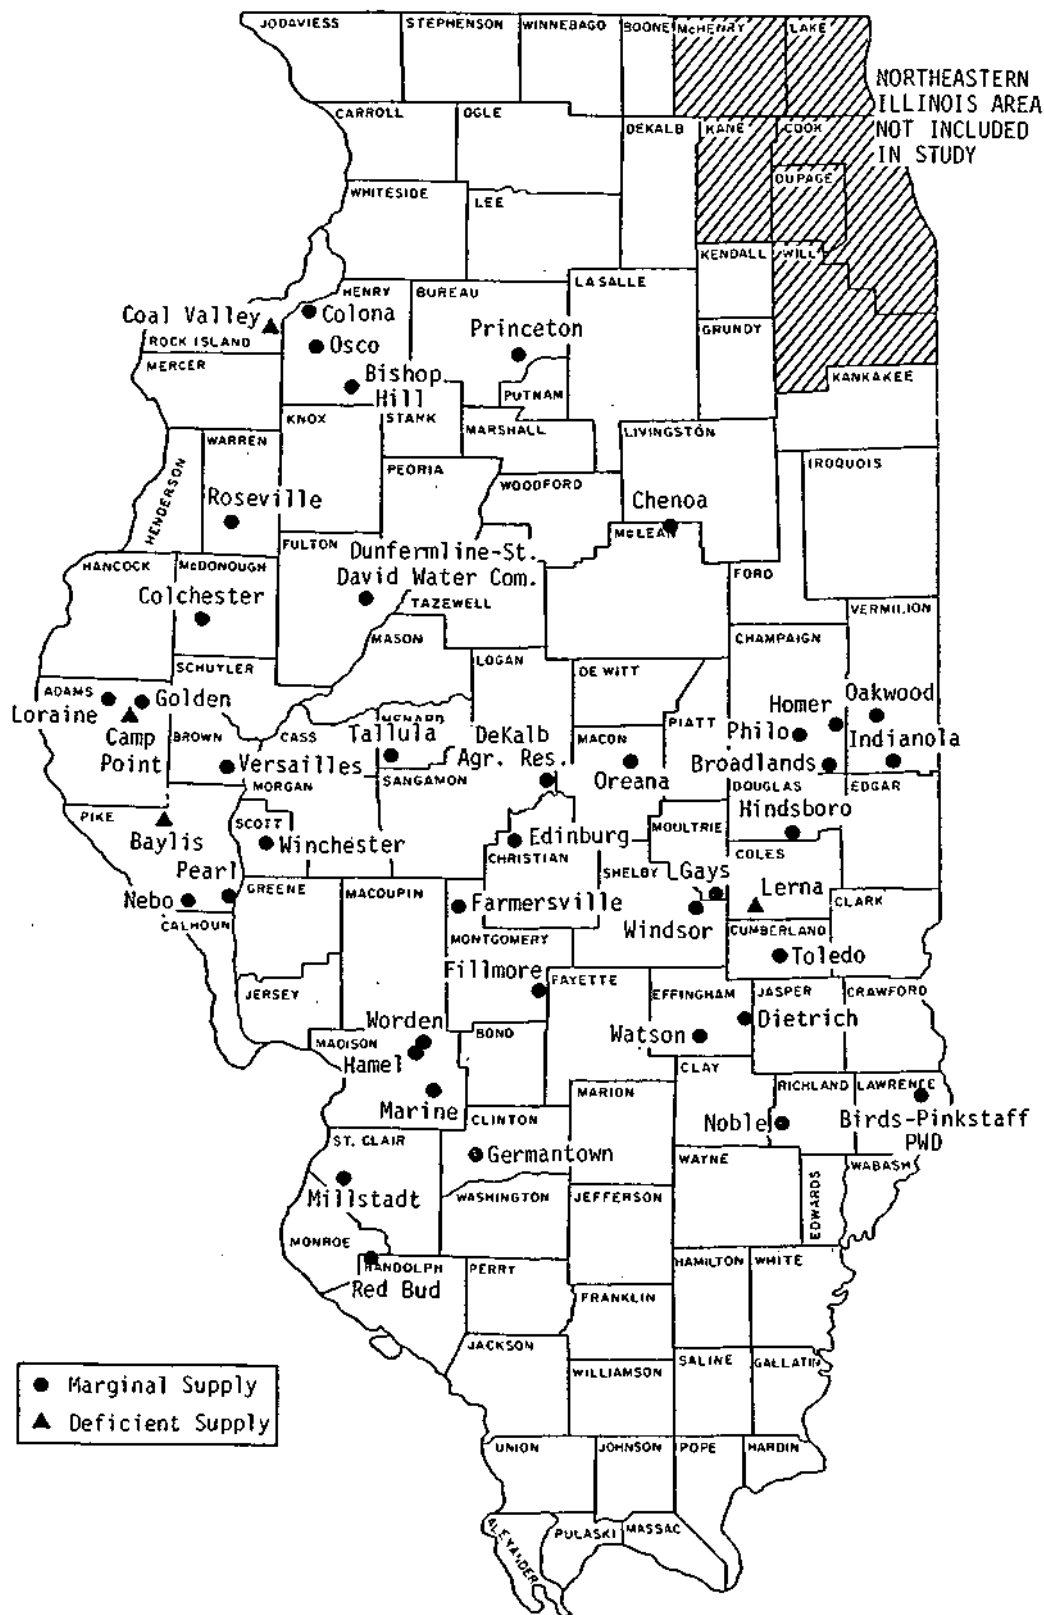 JODAVIESS
STEPHENSON
WINNEBAGO
BOONE
McHENRY
LAKE
NORTHEASTERN
ILLINOIS AREA
NOT INCLUDED
IN STUDY
CARROLL
OGLE
DEKALB
KANE
COOK
DUPAGE
WHITESIDE
LEE
KENDALL
WILL
HENRY
BUREAU
LA SALLE
Coal Valley
Colona
Princeton
GRUNDY
ROCK ISLAND
Osco
MERCER
Bishop
Hill
PUTNAM
KANKAKEE
KNOX
STARK
MARSHALL
LIVINGSTON
WARREN
PEORIA
IROQUOIS
HENDERSON
Roseville
WOODFORD
Chenoa
McLEAN
FULTON
Dunfermline-St.
David Water Com.
HANCOCK
McDONOUGH
FORD
Colchester
TAZEWELL
VERMILION
MASON
CHAMPAIGN
SCHUYLER
LOGAN
DE WITT
ADAMS
Loraine
Golden
Camp
Point
BROWN
CASS
MENARD
Tallula
DeKalb
Agr. Res.
MACON
PIATT
Homer
Oakwood
Philo
Indianola
Versailles
SANGAMON
Oreana
Broadlands
MORGAN
DOUGLAS
EDGAR
PIKE
Baylis
SCOTT
Winchester
Edinburg
CHRISTIAN
MOULTRIE
Hindsboro
COLES
Pearl
Nebo
GREENE
MACOUPIN
SHELBY
Gays
Lerna
CLARK
Farmersville
Windsor
CALHOUN
MONTGOMERY
CUMBERLAND
Toledo
Fillmore
FAYETTE
JERSEY
EFFINGHAM
JASPER
CRAWFORD
Worden
MADISON
Hamel
BOND
Watson
Dietrich
CLAY
Marine
MARION
RICHLAND
LAWRENCE
CLINTON
Noble
Birds-Pinkstaff
PWD
ST. CLAIR
Germantown
WAYNE
WABASH
Millstadt
WASHINGTON
JEFFERSON
EDWARDS
MONROE
RANDOLPH
Red Bud
PERRY
HAMILTON
WHITE
FRANKLIN
JACKSON
SALINE
GALLATIN
WILLIAMSON
Marginal Supply
Deficient Supply
UNION
JOHNSON
POPE
HARDIN
ALEXANDER
PULASKI
MASSAC